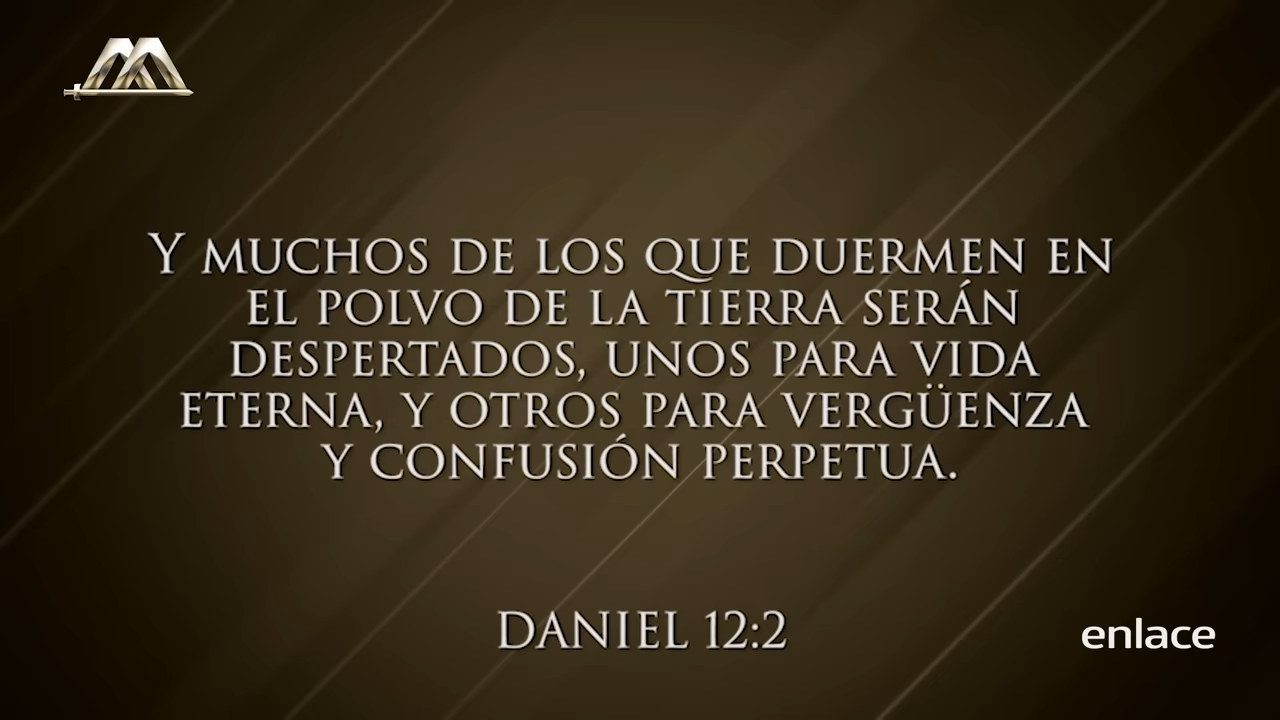 Y MUCHOS DE LOS QUE DUERMEN EN
EL POLVO DE LA TIERRA SERÁN
DESPERTADOS, UNOS PARA VIDA
ETERNA, Y OTROS PARA VERGÜENZA
Y CONFUSIÓN PERPETUA.
DANIEL 12:2
enlace